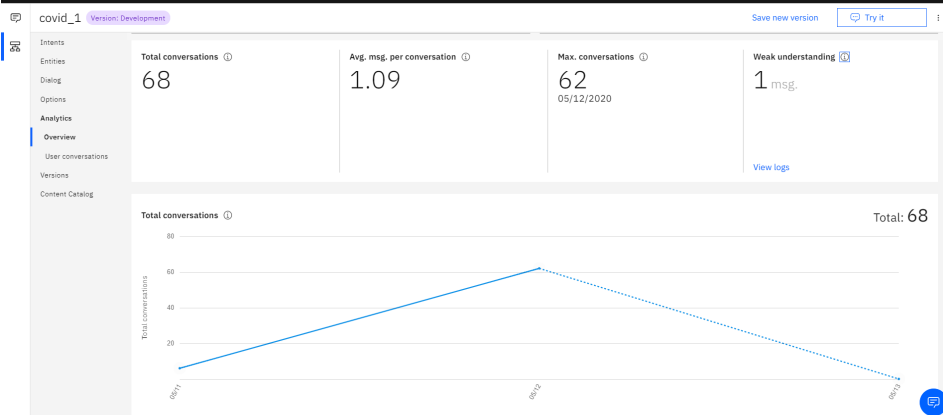 covid_1 Version: Development Save new version Try it
Intents
Entities
Dialog
Options
Analytics
Overview
User conversations
Versions
Content Catalog
Total conversations
68
Avg. msg. per conversation
1.09
Max. conversations
62
05/12/2020
Weak understanding
1 msg.
View logs
Total conversations
Total: 68
Total conversations
80
60
40
20
05/11
05/12
05/13